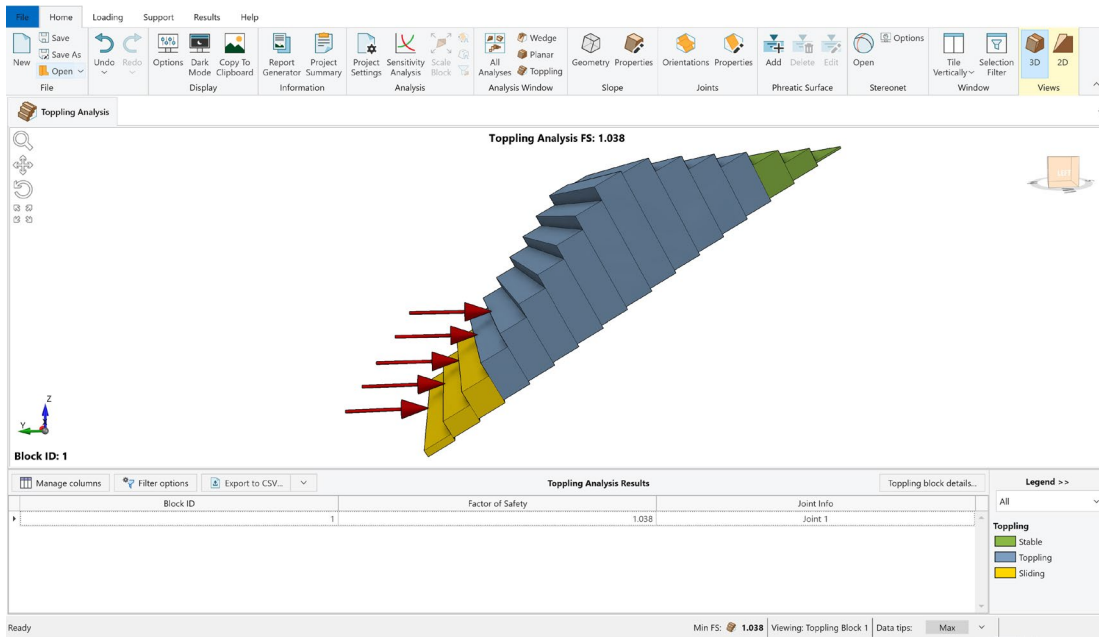 File Home Loading Support Results Help
New Save Save As Open Undo Redo Options Dark Mode Copy To Clipboard Report Generator Project Summary Project Settings Sensitivity Analysis Scale Block All Analyses Wedge Planar Toppling Geometry Properties Orientations Properties Add Delete Edit Open Options Tile Vertically Selection Filter 3D 2D
File Display Information Analysis Analysis Window Slope Joints Phreatic Surface Stereonet Window Views
Toppling Analysis
Toppling Analysis FS: 1.038
Z
Y
Block ID: 1
Manage columns Filter options Export to CSV... Toppling Analysis Results Toppling block details... Legend >>
Block ID Factor of Safety Joint Info All
1 1.038 Joint 1
Toppling
Stable
Toppling
Sliding
Ready Min FS: 1.038 Viewing: Toppling Block 1 Data tips: Max